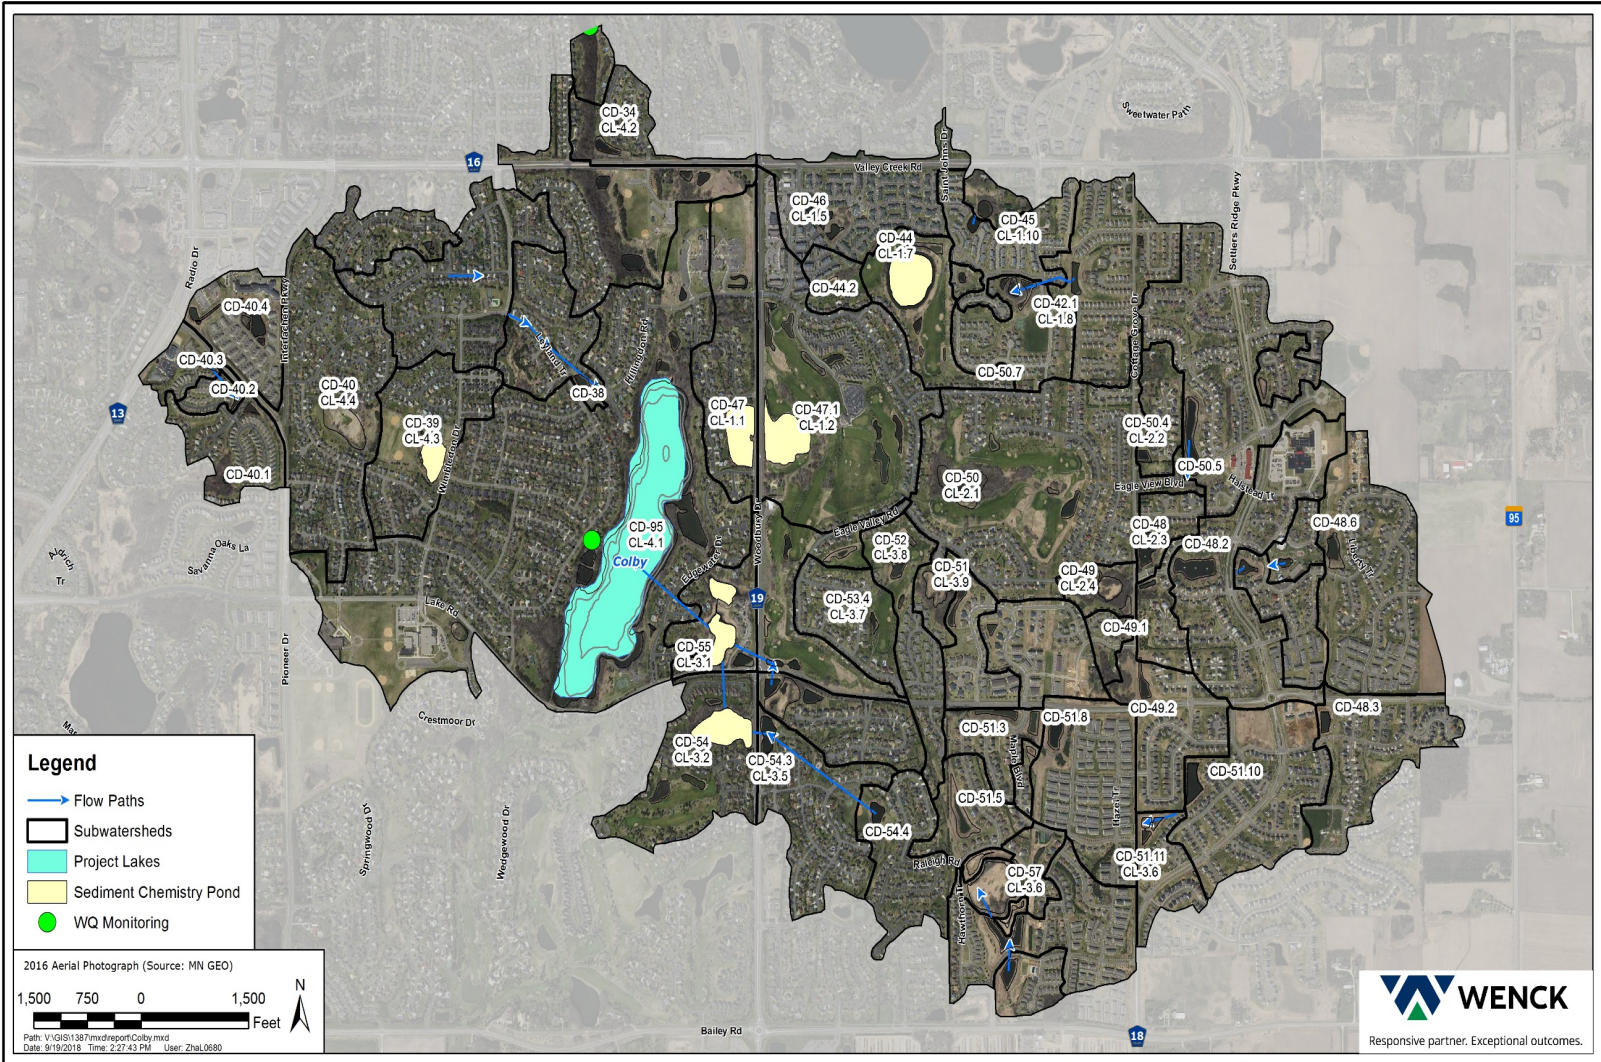 Sweetwater Path
CD-34
CL-4.2
16
Valley Creek Rd
Saint Johns Dr
Settlers Ridge Pkwy
CD-46
CL-1.5
CD-45
CL-1.10
CD-44
CL-1.7
Radio Dr
CD-44.2
CD-42.1
CL-1.8
CD-40.4
Interlachen Pkwy
Leyland Tr
Hillingdon Rd
Cottage Grove Dr
CD-40.3
CD-40.2
CD-40
CL-4.4
CD-38
CD-50.7
13
CD-39
CL-4.3
CD-47
CL-1.1
CD-47.1
CL-1.2
CD-50.4
CL-2.2
Wimbledon Dr
CD-40.1
CD-50
CL-2.1
CD-50.5
Eagle View Blvd
Halstead Tr
Woodbury Dr
Eagle Valley Rd
CD-95
CL-4.1
Colby
CD-52
CL-3.8
CD-48
CL-2.3
CD-48.2
CD-48.6
95
Aldrich
Tr
Savanna Oaks La
Edgewater Dr
CD-51
CL-3.9
CD-49
CL-2.4
Liberty Tr
Lake Rd
19
CD-53.4
CL-3.7
CD-49.1
Pioneer Dr
CD-55
CL-3.1
Crestmoor Dr
CD-49.2
CD-48.3
CD-51.3
CD-51.8
CD-54
CL-3.2
CD-54.3
CL-3.5
Maple Blvd
CD-51.10
Springwood Dr
Wedgewood Dr
CD-51.5
Hazel Tr
CD-54.4
Raleigh Rd
CD-57
CL-3.6
CD-51.11
CL-3.6
Hawthorn Tr
Bailey Rd
18
Legend
Flow Paths
Subwatersheds
Project Lakes
Sediment Chemistry Pond
WQ Monitoring
2016 Aerial Photograph (Source: MN GEO)
N
1,500 750 0 1,500
Feet
Path: V:\GIS\1387\mxd\report\Colby.mxd
Date: 9/19/2018 Time: 2:27:43 PM User: ZhaL0680
WENCK
Responsive partner. Exceptional outcomes.